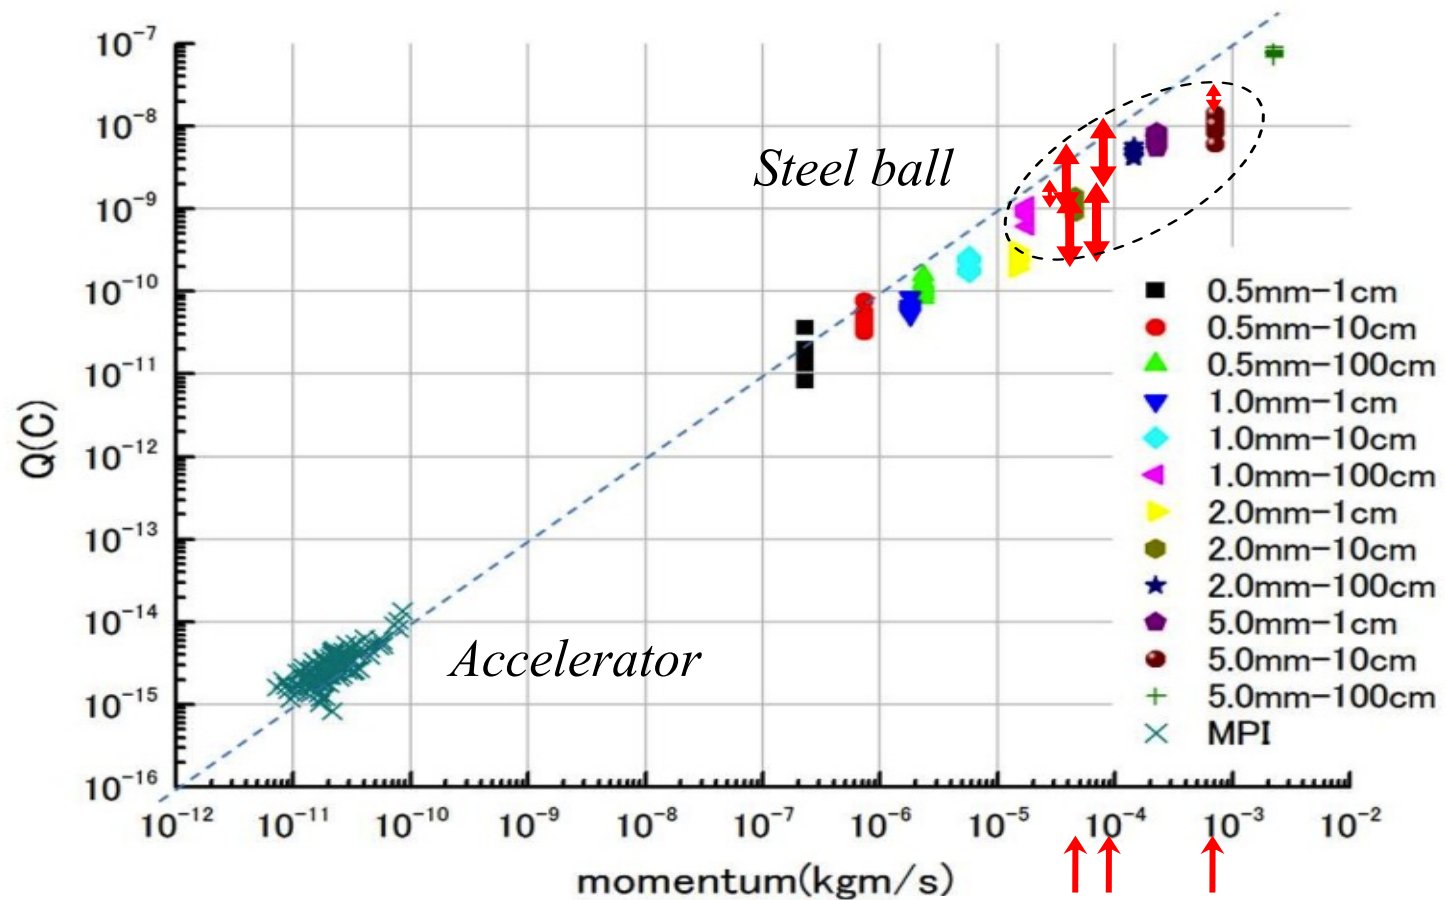 10⁻⁷
10⁻⁸
10⁻⁹
10⁻¹⁰
10⁻¹¹
10⁻¹²
10⁻¹³
10⁻¹⁴
10⁻¹⁵
10⁻¹⁶
Q(C)
Steel ball
Accelerator
0.5mm-1cm
0.5mm-10cm
0.5mm-100cm
1.0mm-1cm
1.0mm-10cm
1.0mm-100cm
2.0mm-1cm
2.0mm-10cm
2.0mm-100cm
5.0mm-1cm
5.0mm-10cm
5.0mm-100cm
MPI
10⁻¹² 10⁻¹¹ 10⁻¹⁰ 10⁻⁹ 10⁻⁸ 10⁻⁷ 10⁻⁶ 10⁻⁵ 10⁻⁴ 10⁻³ 10⁻²
momentum(kgm/s)